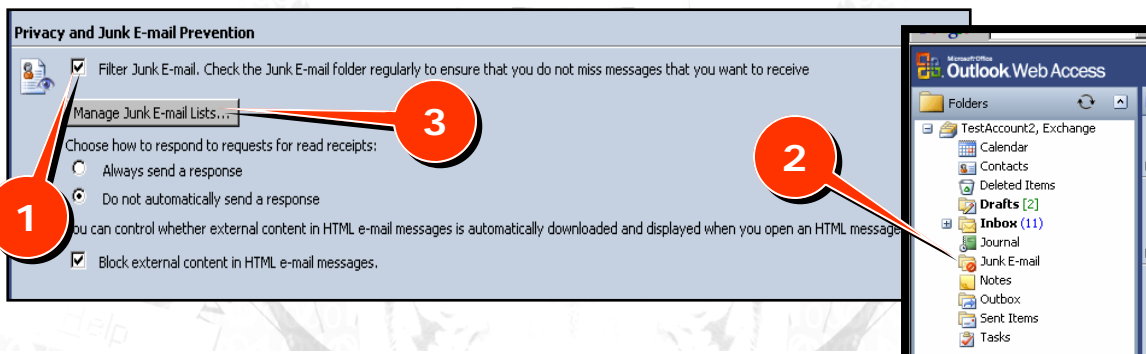 Privacy and Junk E-mail Prevention
Filter Junk E-mail. Check the Junk E-mail folder regularly to ensure that you do not miss messages that you want to receive
Manage Junk E-mail Lists...
3
Choose how to respond to requests for read receipts:
Always send a response
Do not automatically send a response
1
ou can control whether external content in HTML e-mail messages is automatically downloaded and displayed when you open an HTML message
Block external content in HTML e-mail messages.
2
Microsoft Office
Outlook Web Access
Folders
TestAccount2, Exchange
Calendar
Contacts
Deleted Items
Drafts [2]
Inbox (11)
Journal
Junk E-mail
Notes
Outbox
Sent Items
Tasks
Help